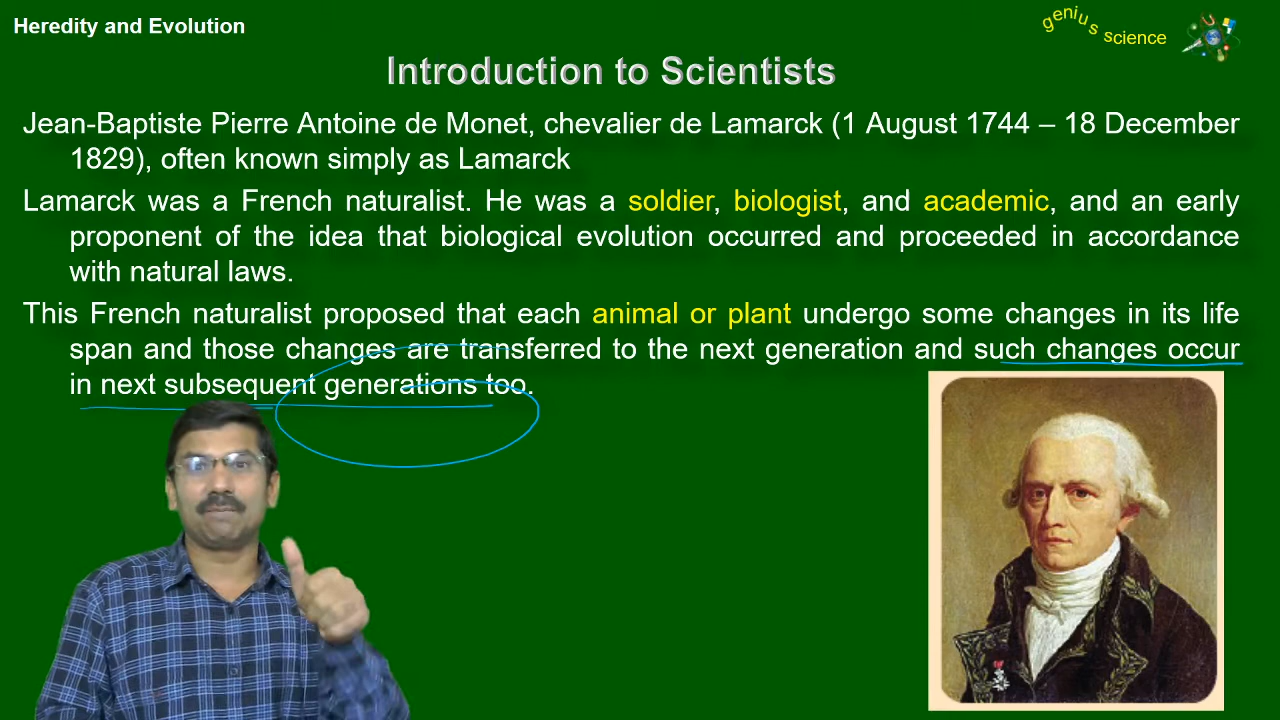 Heredity and Evolution
genius science
Introduction to Scientists
Jean-Baptiste Pierre Antoine de Monet, chevalier de Lamarck (1 August 1744 – 18 December
1829), often known simply as Lamarck
Lamarck was a French naturalist. He was a soldier, biologist, and academic, and an early
proponent of the idea that biological evolution occurred and proceeded in accordance
with natural laws.
This French naturalist proposed that each animal or plant undergo some changes in its life
span and those changes are transferred to the next generation and such changes occur
in next subsequent generations too.